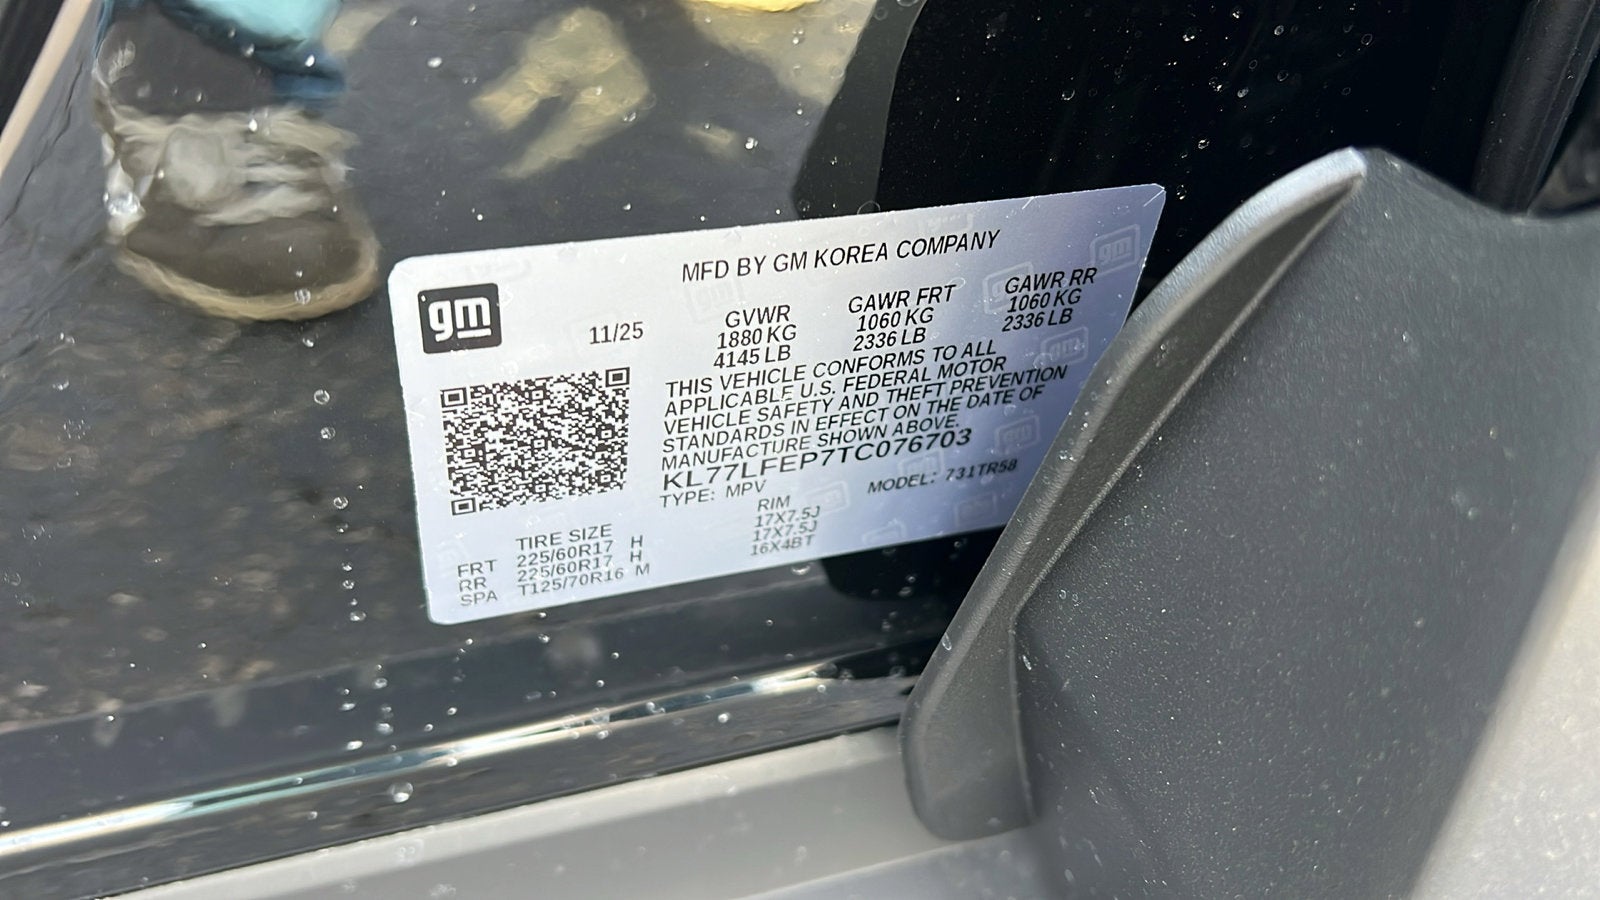 gm
MFD BY GM KOREA COMPANY
11/25
GVWR GAWR FRT GAWR RR
1880 KG 1060 KG 1060 KG
4145 LB 2336 LB 2336 LB
THIS VEHICLE CONFORMS TO ALL
APPLICABLE U.S. FEDERAL MOTOR
VEHICLE SAFETY AND THEFT PREVENTION
STANDARDS IN EFFECT ON THE DATE OF
MANUFACTURE SHOWN ABOVE.
KL77LFEP7TC076703
TYPE: MPV MODEL: 731TR58
TIRE SIZE RIM
FRT 225/60R17 H 17X7.5J
RR 225/60R17 H 17X7.5J
SPA T125/70R16 M 16X4BT